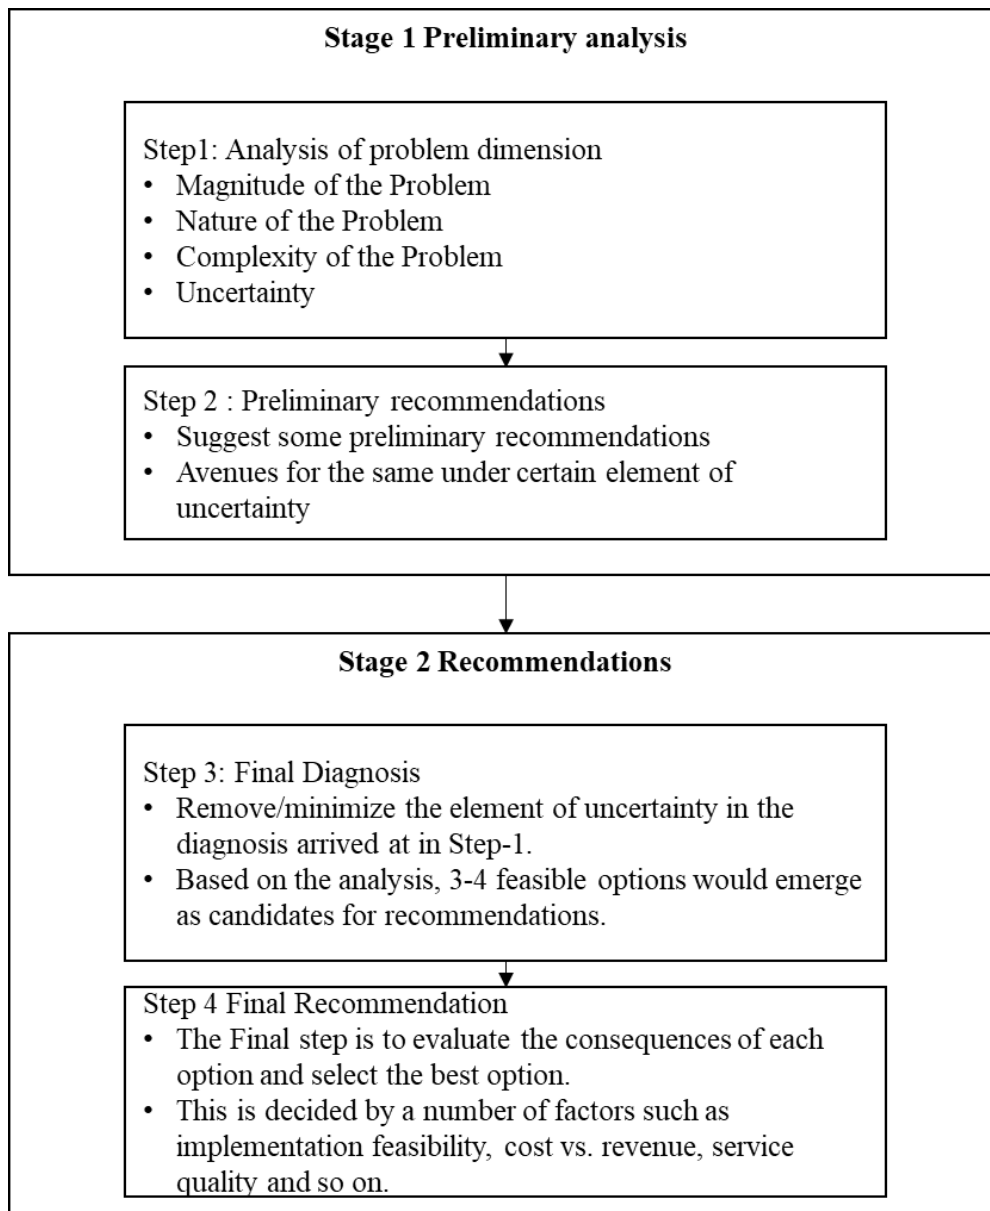 Stage 1 Preliminary analysis
Step1: Analysis of problem dimension
• Magnitude of the Problem
• Nature of the Problem
• Complexity of the Problem
• Uncertainty
Step 2 : Preliminary recommendations
• Suggest some preliminary recommendations
• Avenues for the same under certain element of
uncertainty
Stage 2 Recommendations
Step 3: Final Diagnosis
• Remove/minimize the element of uncertainty in the
diagnosis arrived at in Step-1.
• Based on the analysis, 3-4 feasible options would emerge
as candidates for recommendations.
Step 4 Final Recommendation
• The Final step is to evaluate the consequences of each
option and select the best option.
• This is decided by a number of factors such as
implementation feasibility, cost vs. revenue, service
quality and so on.